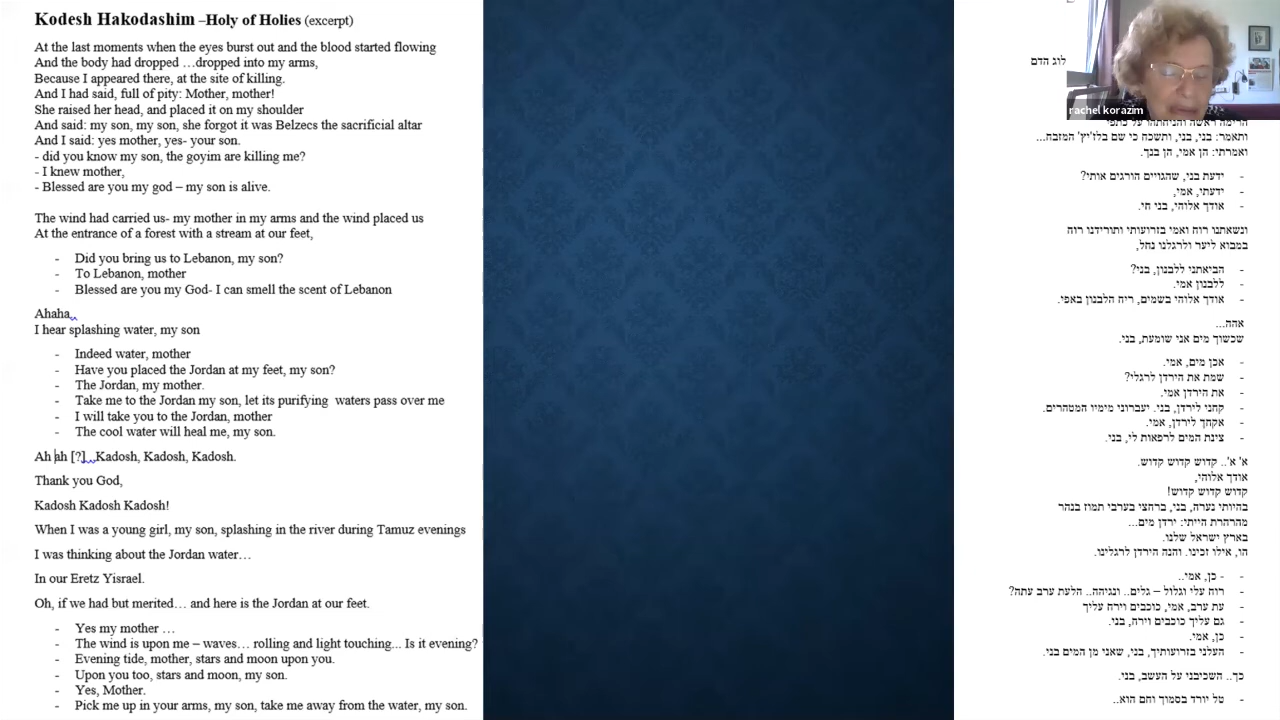 Kodesh Hakodashim –Holy of Holies (excerpt)
At the last moments when the eyes burst out and the blood started flowing
And the body had dropped …dropped into my arms,
Because I appeared there, at the site of killing.
And I had said, full of pity: Mother, mother!
She raised her head, and placed it on my shoulder
And said: my son, my son, she forgot it was Belzecs the sacrificial altar
And I said: yes mother, yes- your son.
- did you know my son, the goyim are killing me?
- I knew mother,
- Blessed are you my god – my son is alive.
The wind had carried us- my mother in my arms and the wind placed us
At the entrance of a forest with a stream at our feet,
- Did you bring us to Lebanon, my son?
- To Lebanon, mother
- Blessed are you my God- I can smell the scent of Lebanon
Ahaha,,
I hear splashing water, my son
- Indeed water, mother
- Have you placed the Jordan at my feet, my son?
- The Jordan, my mother.
- Take me to the Jordan my son, let its purifying waters pass over me
- I will take you to the Jordan, mother
- The cool water will heal me, my son.
Ah ah [?]...Kadosh, Kadosh, Kadosh.
Thank you God,
Kadosh Kadosh Kadosh!
When I was a young girl, my son, splashing in the river during Tamuz evenings
I was thinking about the Jordan water…
In our Eretz Yisrael.
Oh, if we had but merited… and here is the Jordan at our feet.
- Yes my mother …
- The wind is upon me – waves… rolling and light touching... Is it evening?
- Evening tide, mother, stars and moon upon you.
- Upon you too, stars and moon, my son.
- Yes, Mother.
- Pick me up in your arms, my son, take me away from the water, my son.
לוג הדם
rachel korazim
הרימה ראשה והניחתהו על כתפי
ותאמר: בני, בני, ותשכח כי שם בלז'יץ' המזבח...
ואמרתי: הן אמי, הן בנך.
- ידעת בני, שהגויים הורגים אותי?
- ידעתי, אמי,
- אודך אלוהי, בני חי.
ונשאתנו רוח ואמי בזרועותי ותורידנו רוח
במבוא ליער ולרגלנו נחל,
- הביאתני ללבנון, בני?
- ללבנון אמי.
- אודך אלוהי בשמים, ריח הלבנון באפי.
אהה...
שכשוך מים אני שומעת, בני.
- אכן מים, אמי.
- שמת את הירדן לרגלי?
- את הירדן אמי.
- קחני לירדן, בני. יעברוני מימיו המטהרים.
- אקחך לירדן, אמי.
- צינת המים לרפאות לי, בני.
א' א'.. קדוש קדוש קדוש.
אודך אלוהי,
קדוש קדוש קדוש!
בהיותי נערה, בני, ברחצי בערבי תמוז בנהר
מהרהרת הייתי: ירדן מים...
בארץ ישראל שלנו.
הו, אילו זכינו. והנה הירדן לרגלינו.
- - כן, אמי..
- רוח עלי וגלול – גלים.. ונגיהה.. הלעת ערב עתה?
- עת ערב, אמי, כוכבים וירח עליך
- גם עליך כוכבים וירח, בני.
- כן, אמי.
- העלני בזרועותיך, בני, שאני מן המים בני.
כך.. השכיבני על העשב, בני.
- טל יורד בסמוך וחם הוא..